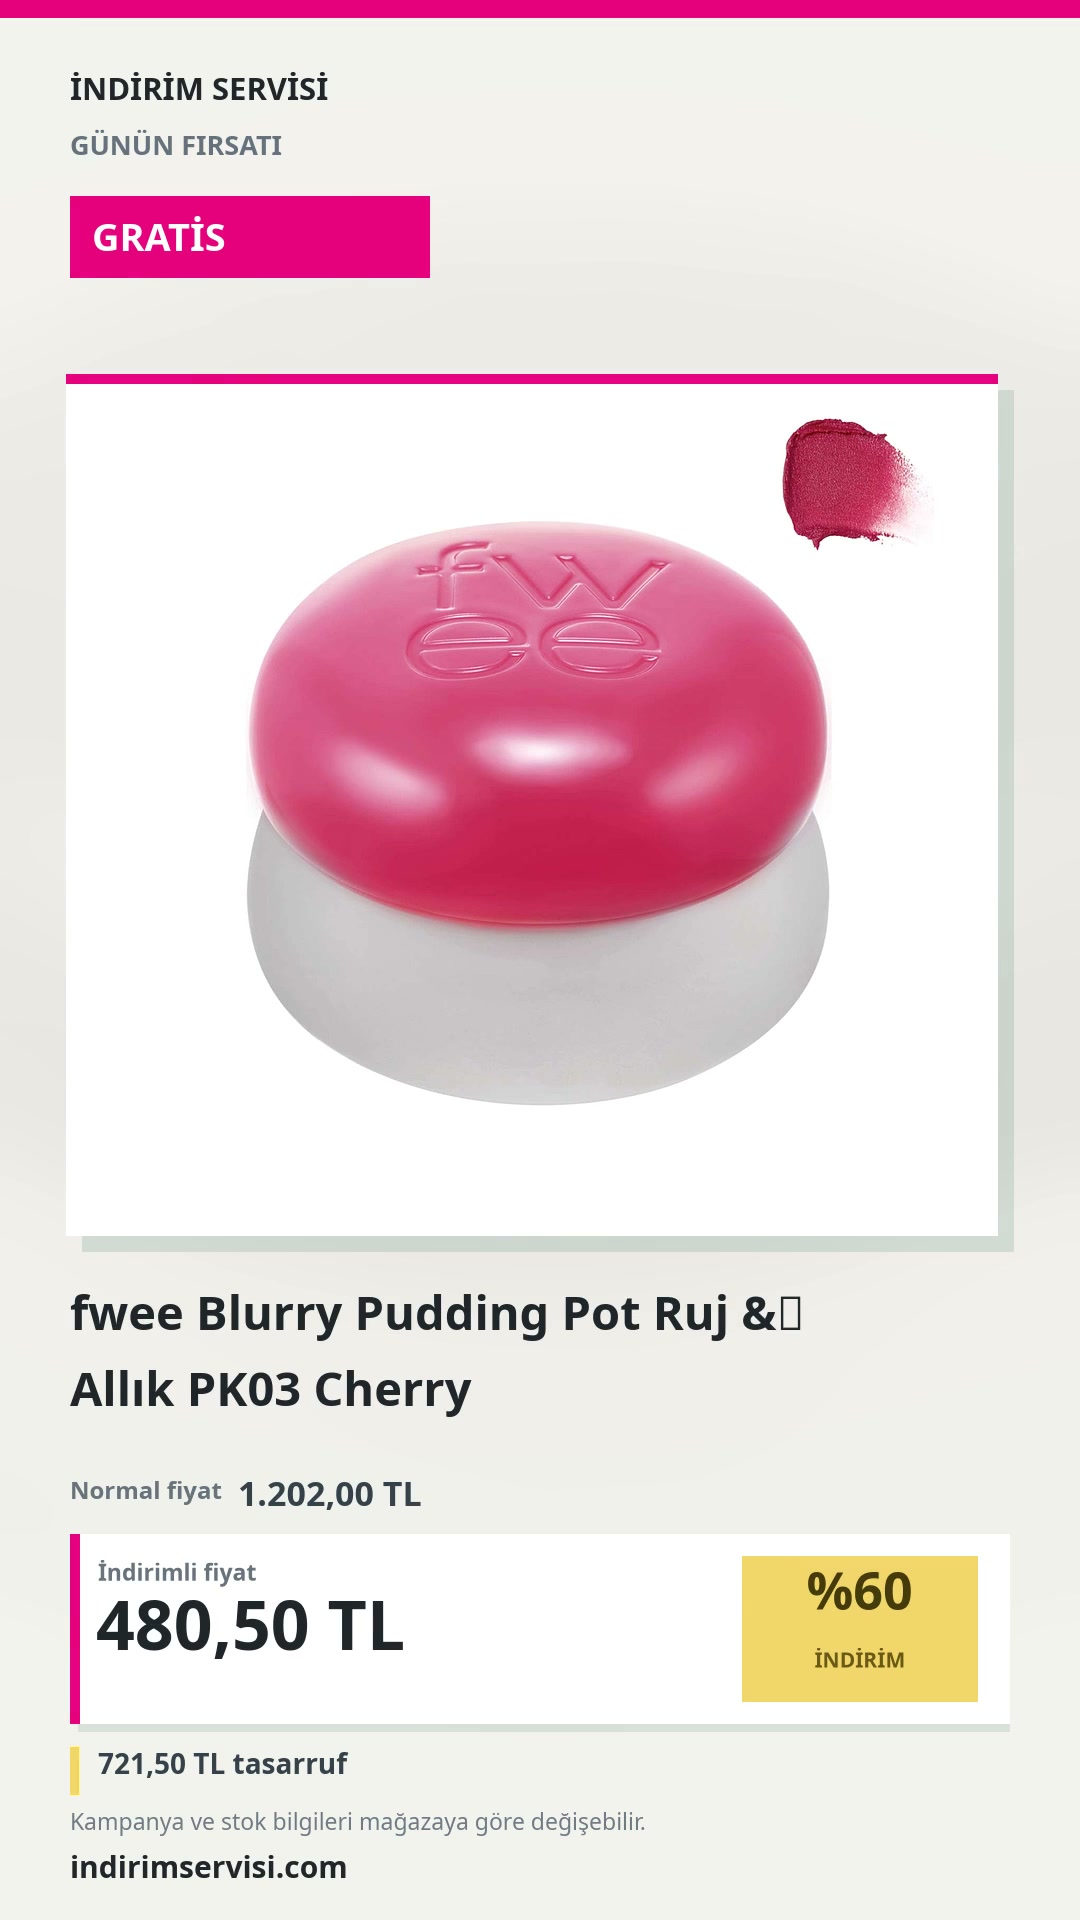 İNDİRİM SERVİSİ
GÜNÜN FIRSATI
GRATİS
fw
ee
fwee Blurry Pudding Pot Ruj &
Allık PK03 Cherry
Normal fiyat 1.202,00 TL
İndirimli fiyat
480,50 TL
%60
İNDİRİM
721,50 TL tasarruf
Kampanya ve stok bilgileri mağazaya göre değişebilir.
indirimservisi.com